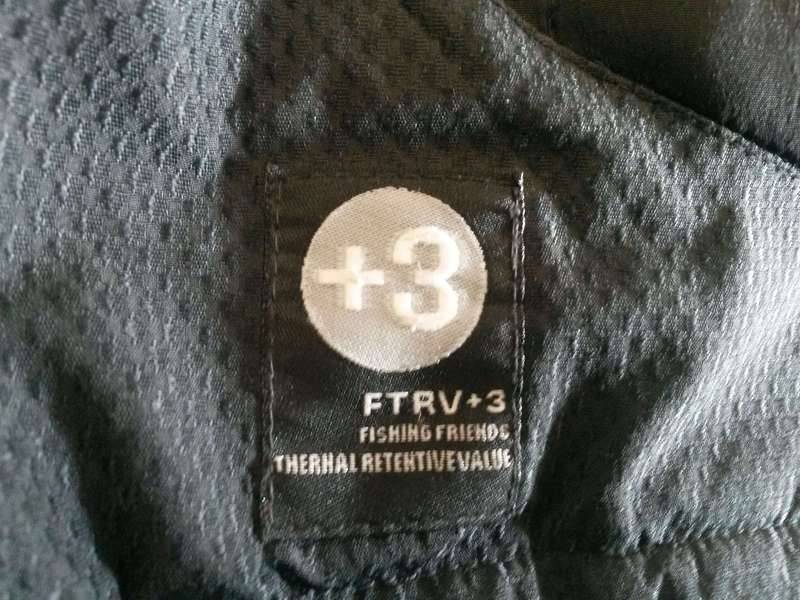 +3
FTRV+3
FISHING FRIENDS
THERMAL RETENTIVE VALUE